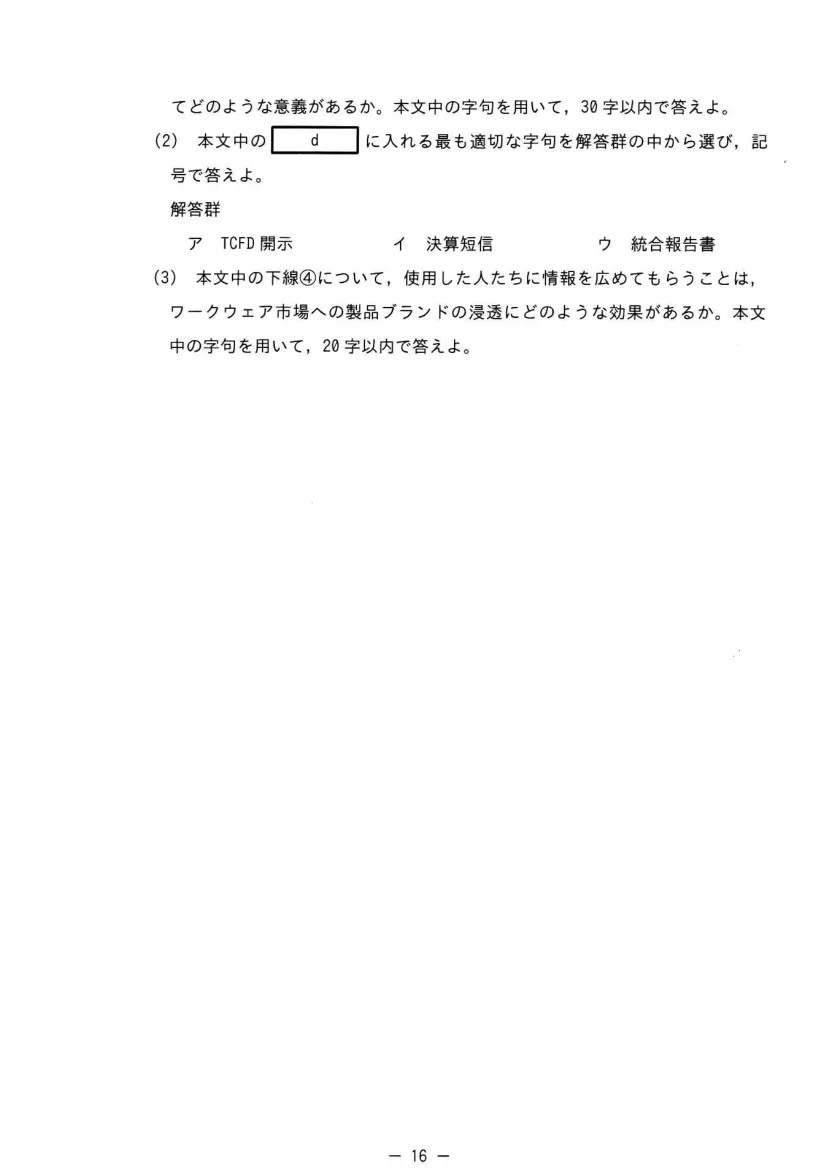 てどのような意義があるか。本文中の字句を用いて，30字以内で答えよ。
(2) 本文中の d に入れる最も適切な字句を解答群の中から選び，記
号で答えよ。
解答群
ア TCFD開示 イ 決算短信 ウ 統合報告書
(3) 本文中の下線④について，使用した人たちに情報を広めてもらうことは，
ワークウェア市場への製品ブランドの浸透にどのような効果があるか。本文
中の字句を用いて，20字以内で答えよ。
— 16 —